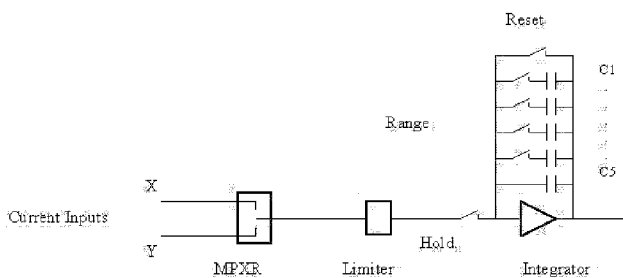 Reset
C1
Range
C5
X
Current Inputs
Y
Hold
MPXR
Limiter
Integrator